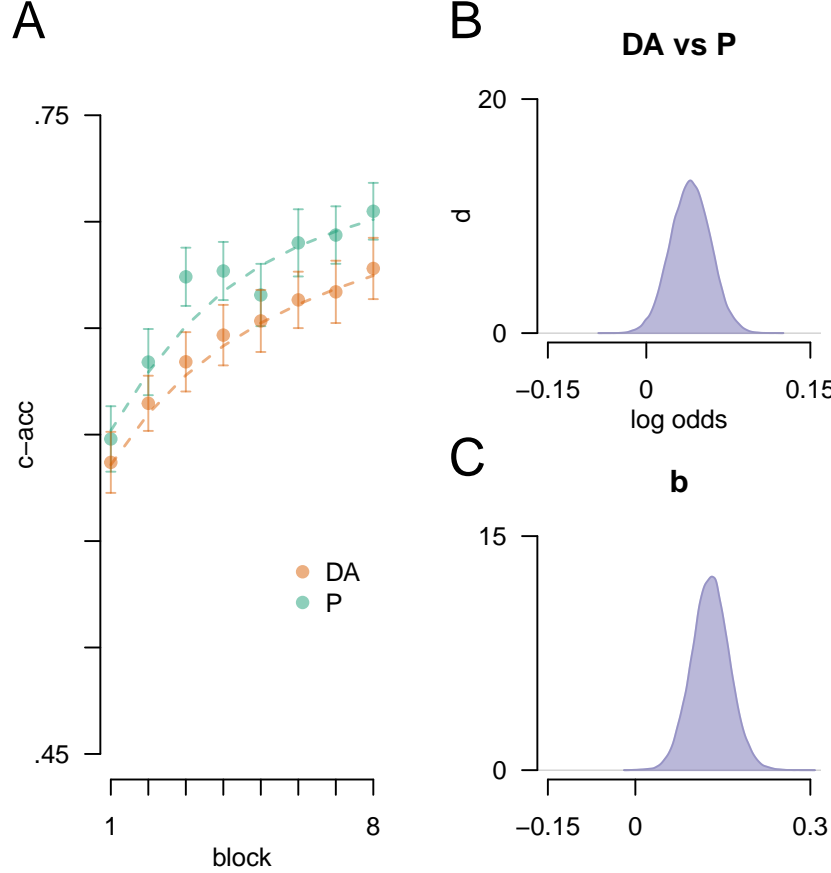 A
.75
c−acc
.45
DA
P
1
8
block
B
DA vs P
20
d
0
−0.15
0
0.15
log odds
C
b
15
0
−0.15
0
0.3